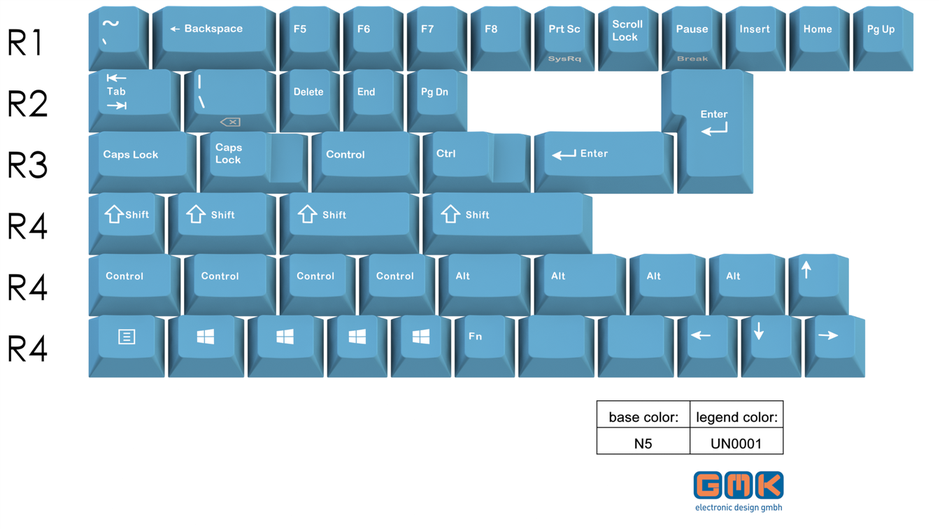 R1
~
`
← Backspace
F5
F6
F7
F8
Prt Sc
SysRq
Scroll
Lock
Pause
Break
Insert
Home
Pg Up
R2
Tab
|
\
Delete
End
Pg Dn
Enter
R3
Caps Lock
Caps
Lock
Control
Ctrl
Enter
R4
Shift
Shift
Shift
Shift
R4
Control
Control
Control
Control
Alt
Alt
Alt
Alt
↑
R4
Fn
←
↓
→
base color: legend color:
N5 UN0001
GMK
electronic design gmbh